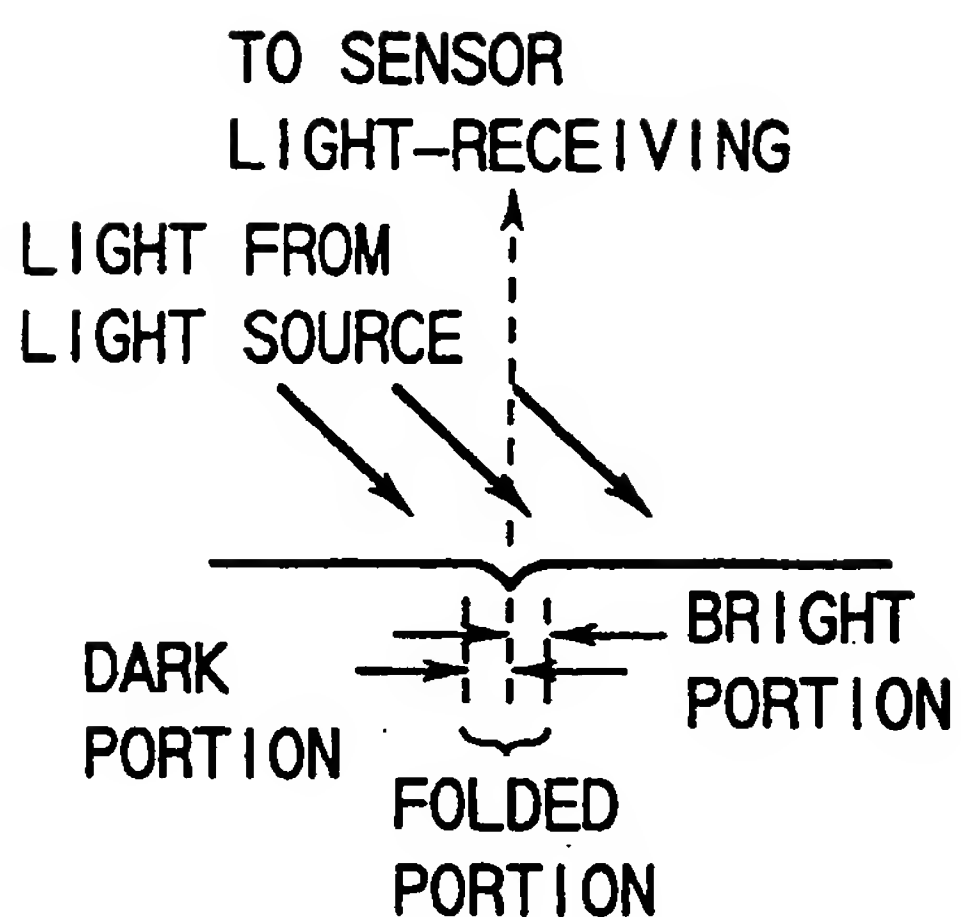 TO SENSOR
LIGHT-RECEIVING
LIGHT FROM
LIGHT SOURCE
BRIGHT
PORTION
DARK
PORTION
FOLDED
PORTION